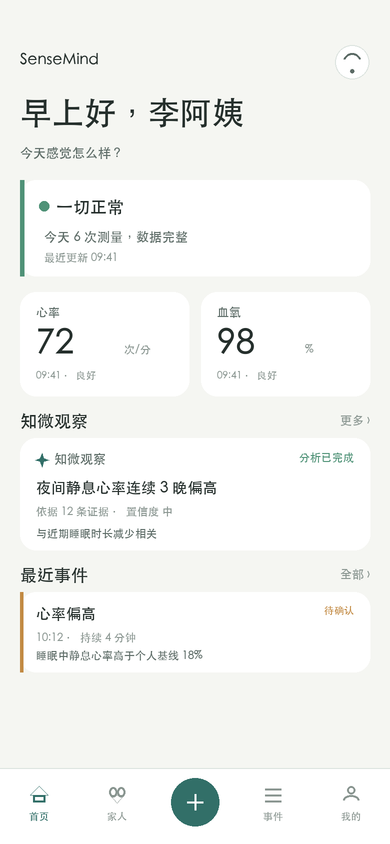 SenseMind
早上好，李阿姨
今天感觉怎么样？
一切正常
今天 6 次测量，数据完整
最近更新 09:41
心率
72 次/分
09:41 · 良好
血氧
98 %
09:41 · 良好
知微观察 更多 ›
知微观察 分析已完成
夜间静息心率连续 3 晚偏高
依据 12 条证据 · 置信度 中
与近期睡眠时长减少相关
最近事件 全部 ›
心率偏高 待确认
10:12 · 持续 4 分钟
睡眠中静息心率高于个人基线 18%
首页 家人 事件 我的